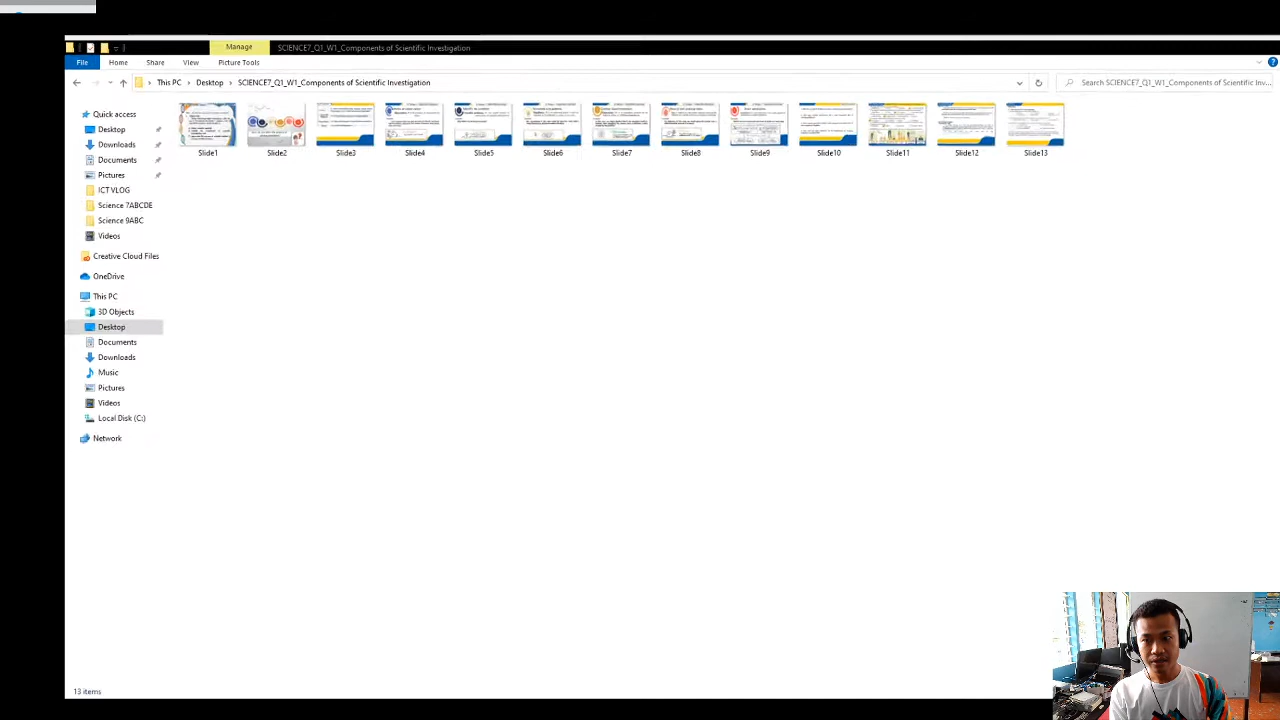 Manage
SCIENCE7_Q1_W1_Components of Scientific Investigation
File
Home
Share
View
Picture Tools
This PC
Desktop
SCIENCE7_Q1_W1_Components of Scientific Investigation
Search SCIENCE7_Q1_W1_Components of Scientific Inv...
Quick access
Desktop
Downloads
Documents
Pictures
ICT VLOG
Science 7ABCDE
Science 9ABC
Videos
Creative Cloud Files
OneDrive
This PC
3D Objects
Desktop
Documents
Downloads
Music
Pictures
Videos
Local Disk (C:)
Network
Slide1
Slide2
Slide3
Slide4
Slide5
Slide6
Slide7
Slide8
Slide9
Slide10
Slide11
Slide12
Slide13
13 items